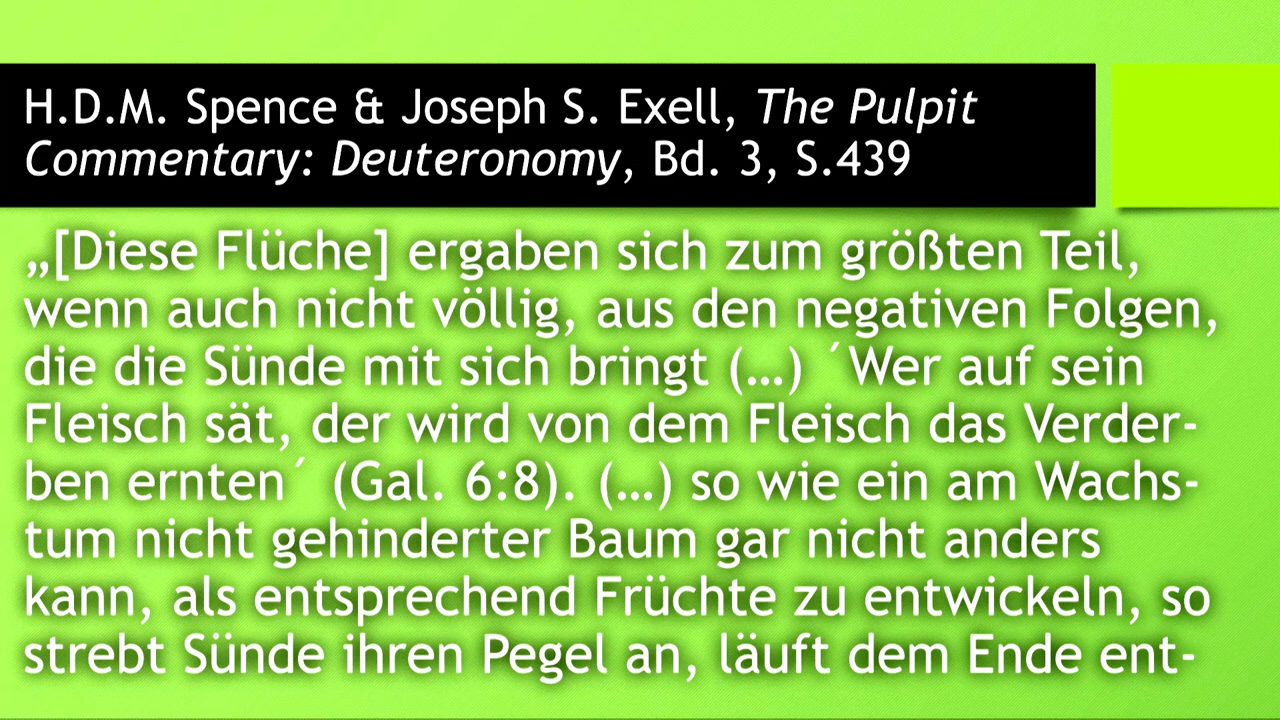 H.D.M. Spence & Joseph S. Exell, The Pulpit
Commentary: Deuteronomy, Bd. 3, S.439
„[Diese Flüche] ergaben sich zum größten Teil,
wenn auch nicht völlig, aus den negativen Folgen,
die die Sünde mit sich bringt (…) ´Wer auf sein
Fleisch sät, der wird von dem Fleisch das Verder-
ben ernten´ (Gal. 6:8). (…) so wie ein am Wachs-
tum nicht gehinderter Baum gar nicht anders
kann, als entsprechend Früchte zu entwickeln, so
strebt Sünde ihren Pegel an, läuft dem Ende ent-